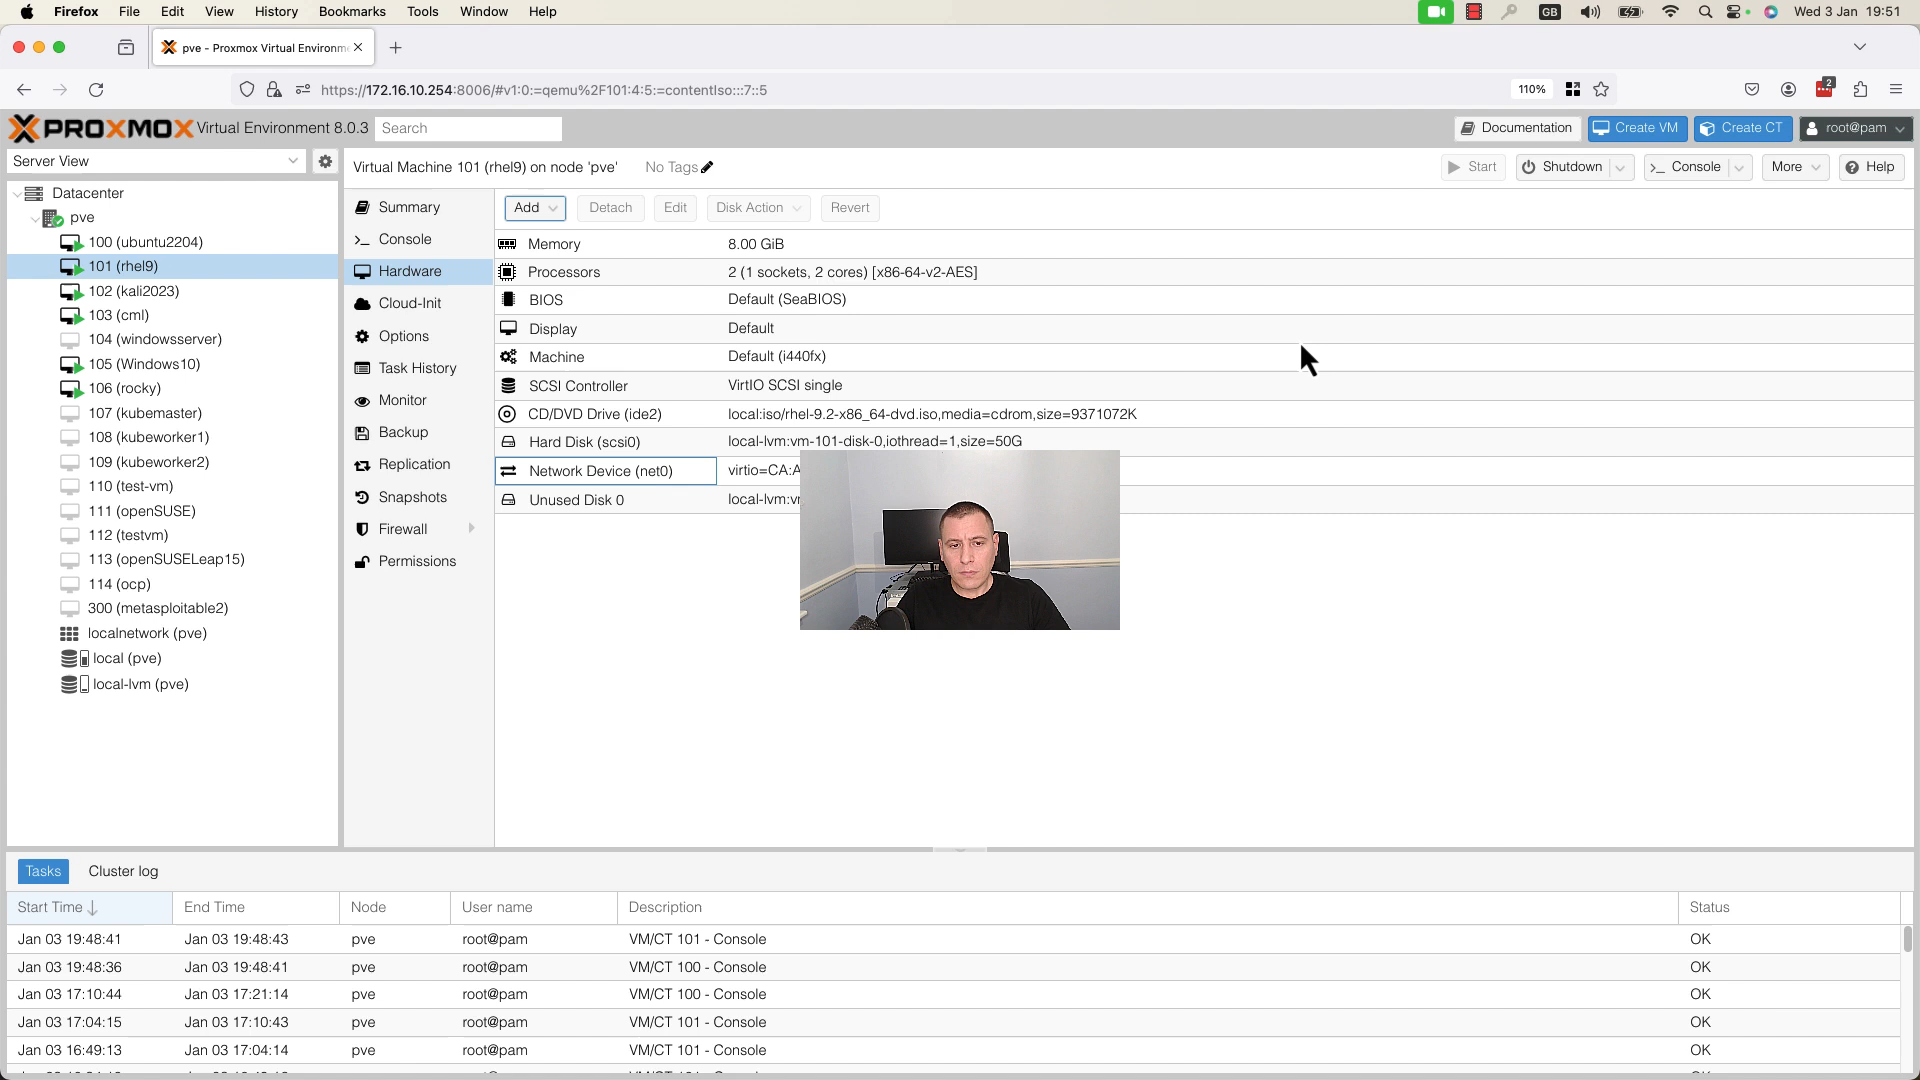 Firefox File Edit View History Bookmarks Tools Window Help GB Wed 3 Jan 19:51
pve - Proxmox Virtual Environm
https://172.16.10.254:8006/#v1:0:=qemu%2F101:4:5:=contentIso:::7::5 110% 2
PROXMOX Virtual Environment 8.0.3 Search Documentation Create VM Create CT root@pam
Server View
Virtual Machine 101 (rhel9) on node 'pve' No Tags Start Shutdown Console More Help
Datacenter
pve
100 (ubuntu2204)
101 (rhel9)
102 (kali2023)
103 (cml)
104 (windowsserver)
105 (Windows10)
106 (rocky)
107 (kubemaster)
108 (kubeworker1)
109 (kubeworker2)
110 (test-vm)
111 (openSUSE)
112 (testvm)
113 (openSUSELeap15)
114 (ocp)
300 (metasploitable2)
localnetwork (pve)
local (pve)
local-lvm (pve)
Summary
Console
Hardware
Cloud-Init
Options
Task History
Monitor
Backup
Replication
Snapshots
Firewall
Permissions
Add Detach Edit Disk Action Revert
Memory 8.00 GiB
Processors 2 (1 sockets, 2 cores) [x86-64-v2-AES]
BIOS Default (SeaBIOS)
Display Default
Machine Default (i440fx)
SCSI Controller VirtIO SCSI single
CD/DVD Drive (ide2) local:iso/rhel-9.2-x86_64-dvd.iso,media=cdrom,size=9371072K
Hard Disk (scsi0) local-lvm:vm-101-disk-0,iothread=1,size=50G
Network Device (net0) virtio=CA:A
Unused Disk 0 local-lvm:v
Tasks Cluster log
Start Time End Time Node User name Description Status
Jan 03 19:48:41 Jan 03 19:48:43 pve root@pam VM/CT 101 - Console OK
Jan 03 19:48:36 Jan 03 19:48:41 pve root@pam VM/CT 100 - Console OK
Jan 03 17:10:44 Jan 03 17:21:14 pve root@pam VM/CT 100 - Console OK
Jan 03 17:04:15 Jan 03 17:10:43 pve root@pam VM/CT 101 - Console OK
Jan 03 16:49:13 Jan 03 17:04:14 pve root@pam VM/CT 101 - Console OK